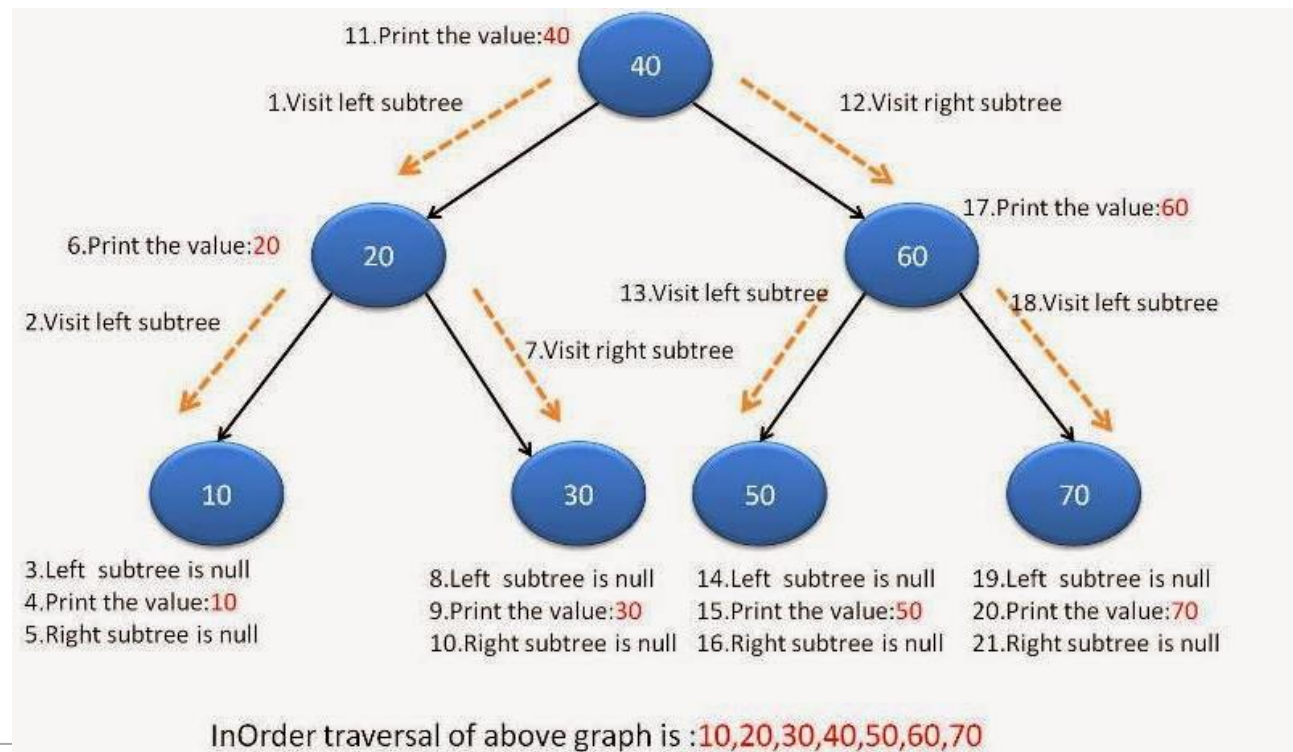 11.Print the value:40
40
1.Visit left subtree
12.Visit right subtree
6.Print the value:20
20
60
17.Print the value:60
2.Visit left subtree
7.Visit right subtree
13.Visit left subtree
18.Visit left subtree
10
30
50
70
3.Left subtree is null
4.Print the value:10
5.Right subtree is null
8.Left subtree is null
9.Print the value:30
10.Right subtree is null
14.Left subtree is null
15.Print the value:50
16.Right subtree is null
19.Left subtree is null
20.Print the value:70
21.Right subtree is null
InOrder traversal of above graph is :10,20,30,40,50,60,70